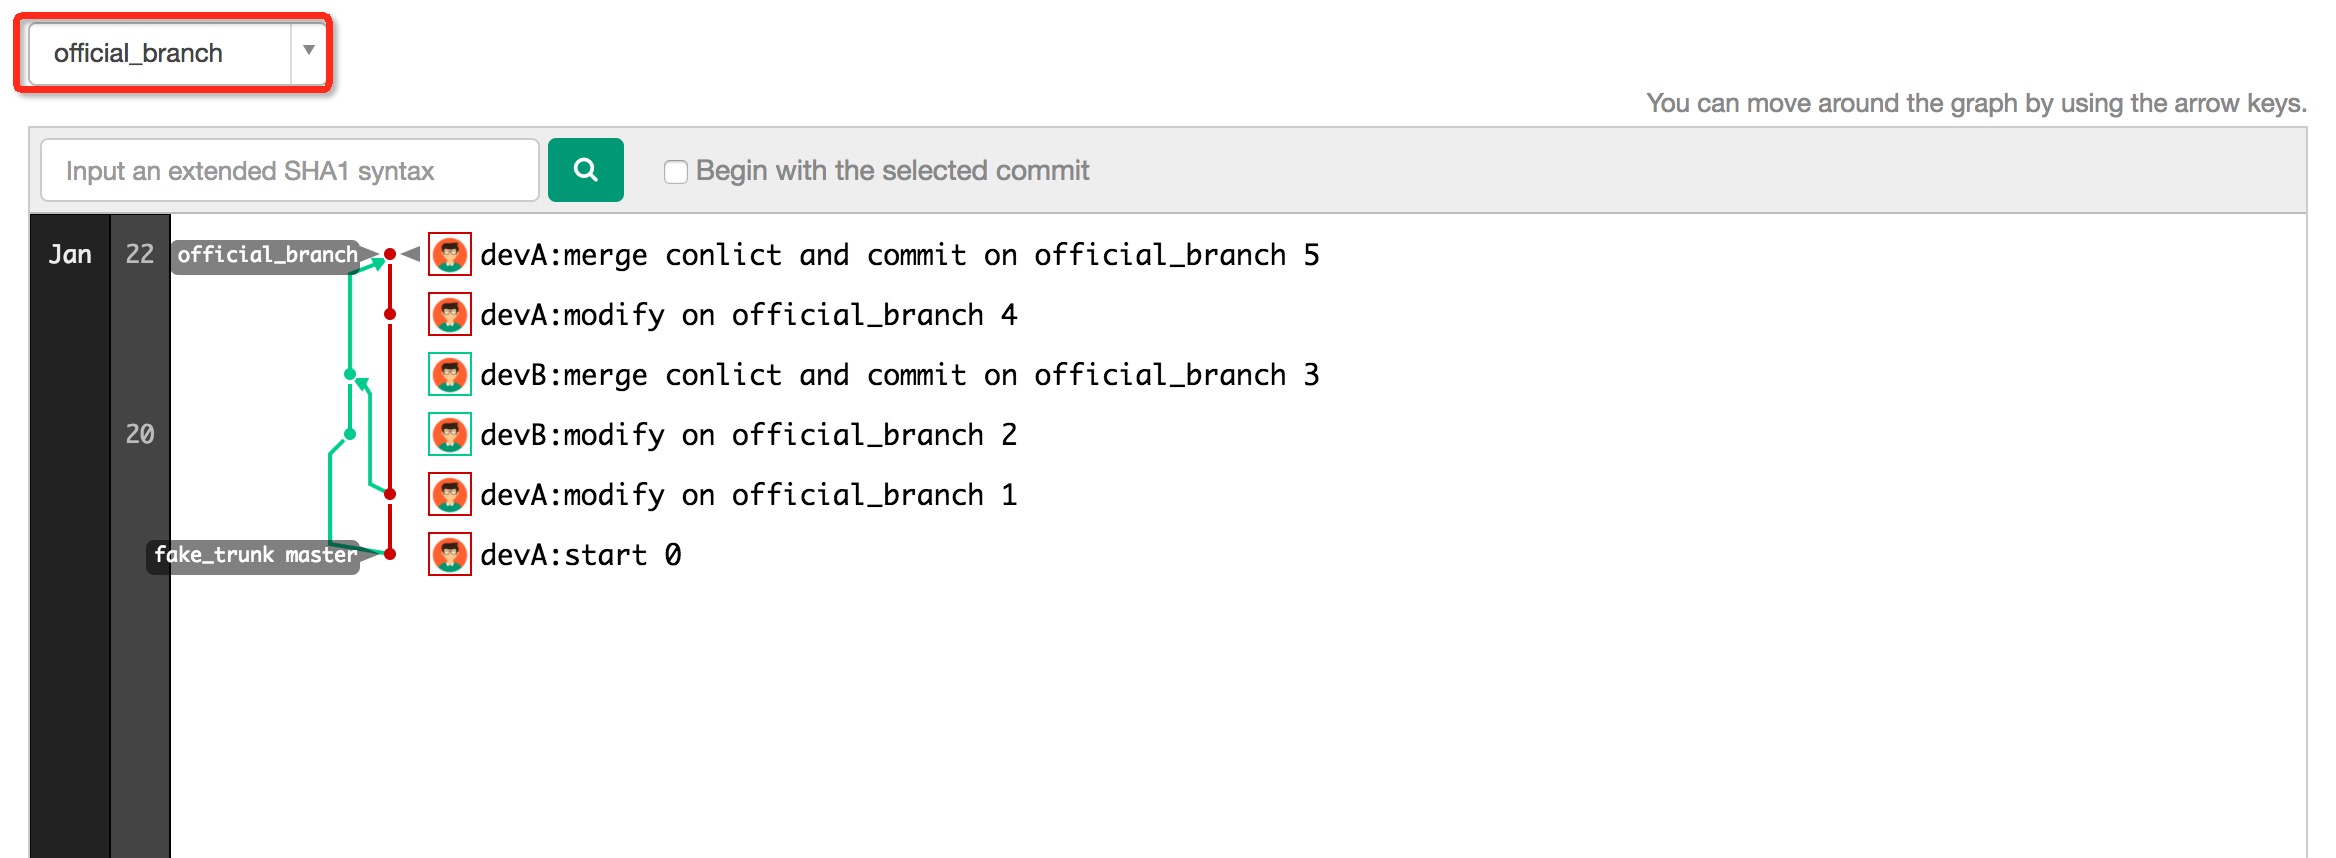 official_branch
You can move around the graph by using the arrow keys.
Input an extended SHA1 syntax
Begin with the selected commit
Jan 22 official_branch devA:merge conlict and commit on official_branch 5
devA:modify on official_branch 4
devB:merge conlict and commit on official_branch 3
20 devB:modify on official_branch 2
devA:modify on official_branch 1
fake_trunk master devA:start 0